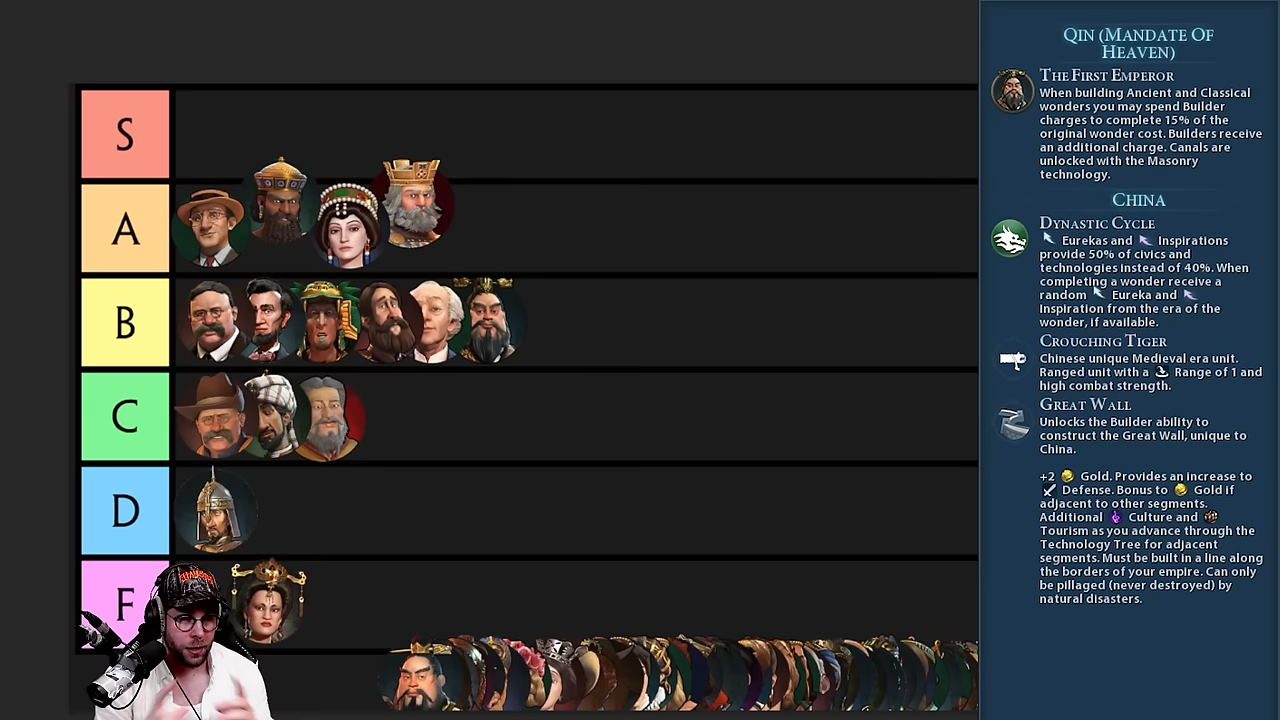 S
A
B
C
D
F
QIN (MANDATE OF
HEAVEN)
THE FIRST EMPEROR
When building Ancient and Classical
wonders you may spend Builder
charges to complete 15% of the
original wonder cost. Builders receive
an additional charge. Canals are
unlocked with the Masonry
technology.
CHINA
DYNASTIC CYCLE
Eurekas and Inspirations
provide 50% of civics and
technologies instead of 40%. When
completing a wonder receive a
random Eureka and
Inspiration from the era of the
wonder, if available.
CROUCHING TIGER
Chinese unique Medieval era unit.
Ranged unit with a Range of 1 and
high combat strength.
GREAT WALL
Unlocks the Builder ability to
construct the Great Wall, unique to
China.
+2 Gold. Provides an increase to
Defense. Bonus to Gold if
adjacent to other segments.
Additional Culture and
Tourism as you advance through the
Technology Tree for adjacent
segments. Must be built in a line along
the borders of your empire. Can only
be pillaged (never destroyed) by
natural disasters.